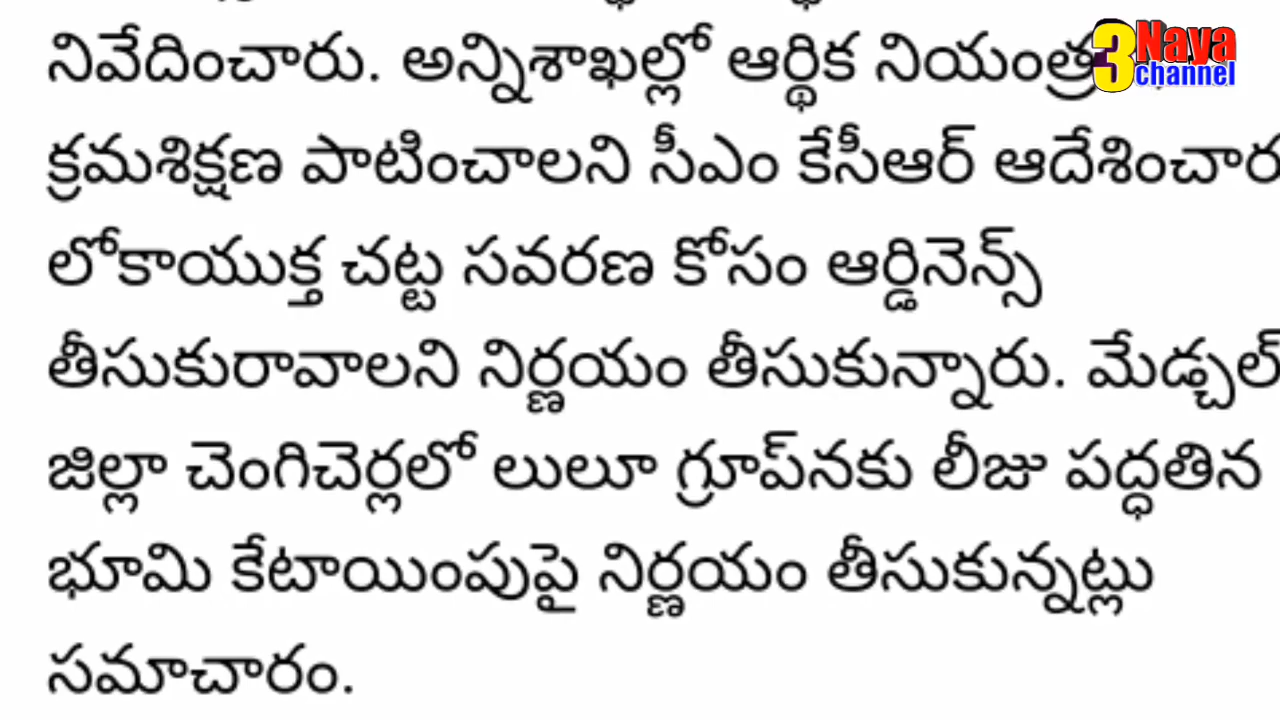 నివేదించారు. అన్నిశాఖల్లో ఆర్థిక
3 Naya
channel
క్రమశిక్షణ పాటించాలని సీఎం కేసీఆర్
లోకాయుక్త చట్ట సవరణ కోసం ఆర్డినెన్స్
తీసుకురావాలని నిర్ణయం తీసుకున్నారు. మేడ్చల్
జిల్లా చెంగిచెర్లలో లులూ గ్రూప్‌నకు లీజు పద్ధతిన
భూమి కేటాయింపుపై నిర్ణయం తీసుకున్నట్లు
సమాచారం.